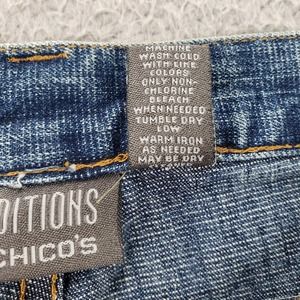 MACHINE
WASH COLD
WITH LIKE
COLORS
ONLY NON-
CHLORINE
BLEACH
WHEN NEEDED
TUMBLE DRY
LOW
WARM IRON
AS NEEDED
MAY BE DRY
DITIONS
CHICO'S